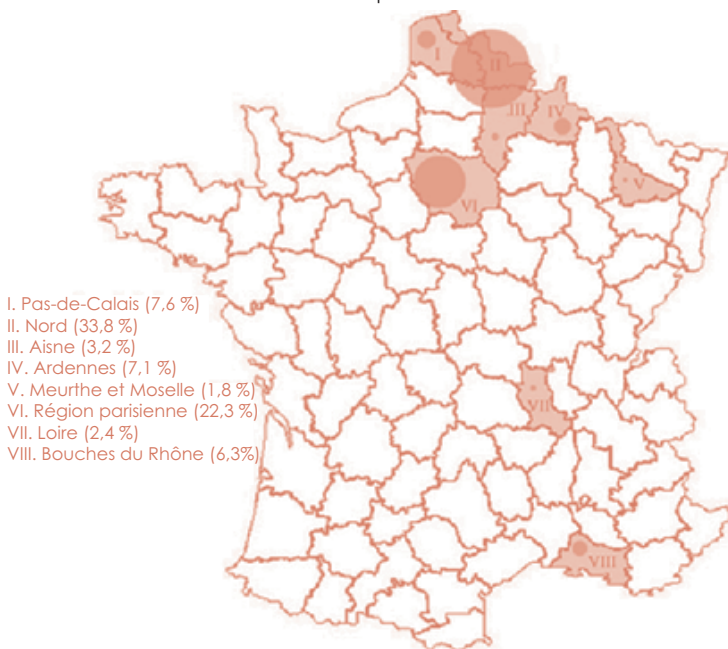 I
II
III
IV
V
VI
I. Pas-de-Calais (7,6 %)
II. Nord (33,8 %)
III. Aisne (3,2 %)
IV. Ardennes (7,1 %)
V. Meurthe et Moselle (1,8 %)
VI. Région parisienne (22,3 %)
VII. Loire (2,4 %)
VIII. Bouches du Rhône (6,3%)
VII
VIII